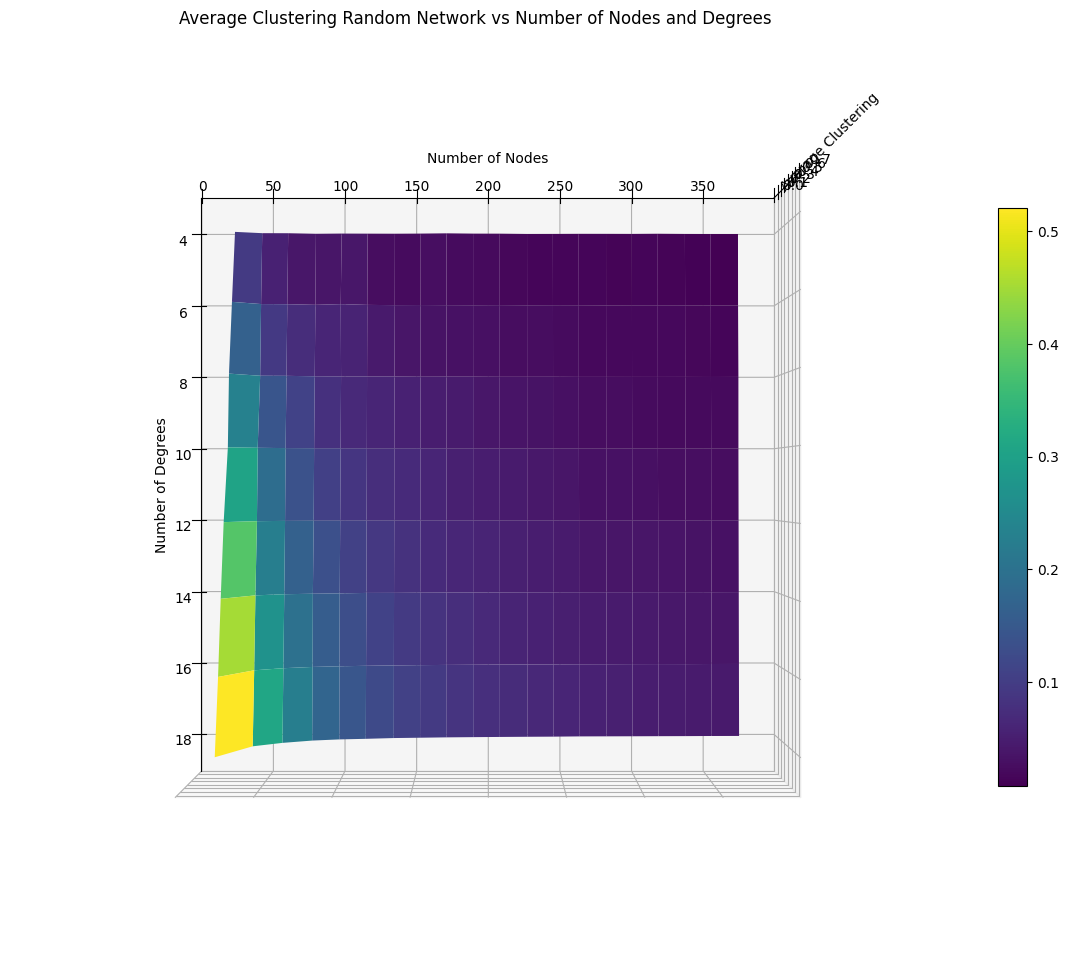 Average Clustering Random Network vs Number of Nodes and Degrees
Clustering
Number of Nodes
0 50 100 150 200 250 300 350
4
6
8
10
12
14
16
18
Number of Degrees
0.5
0.4
0.3
0.2
0.1